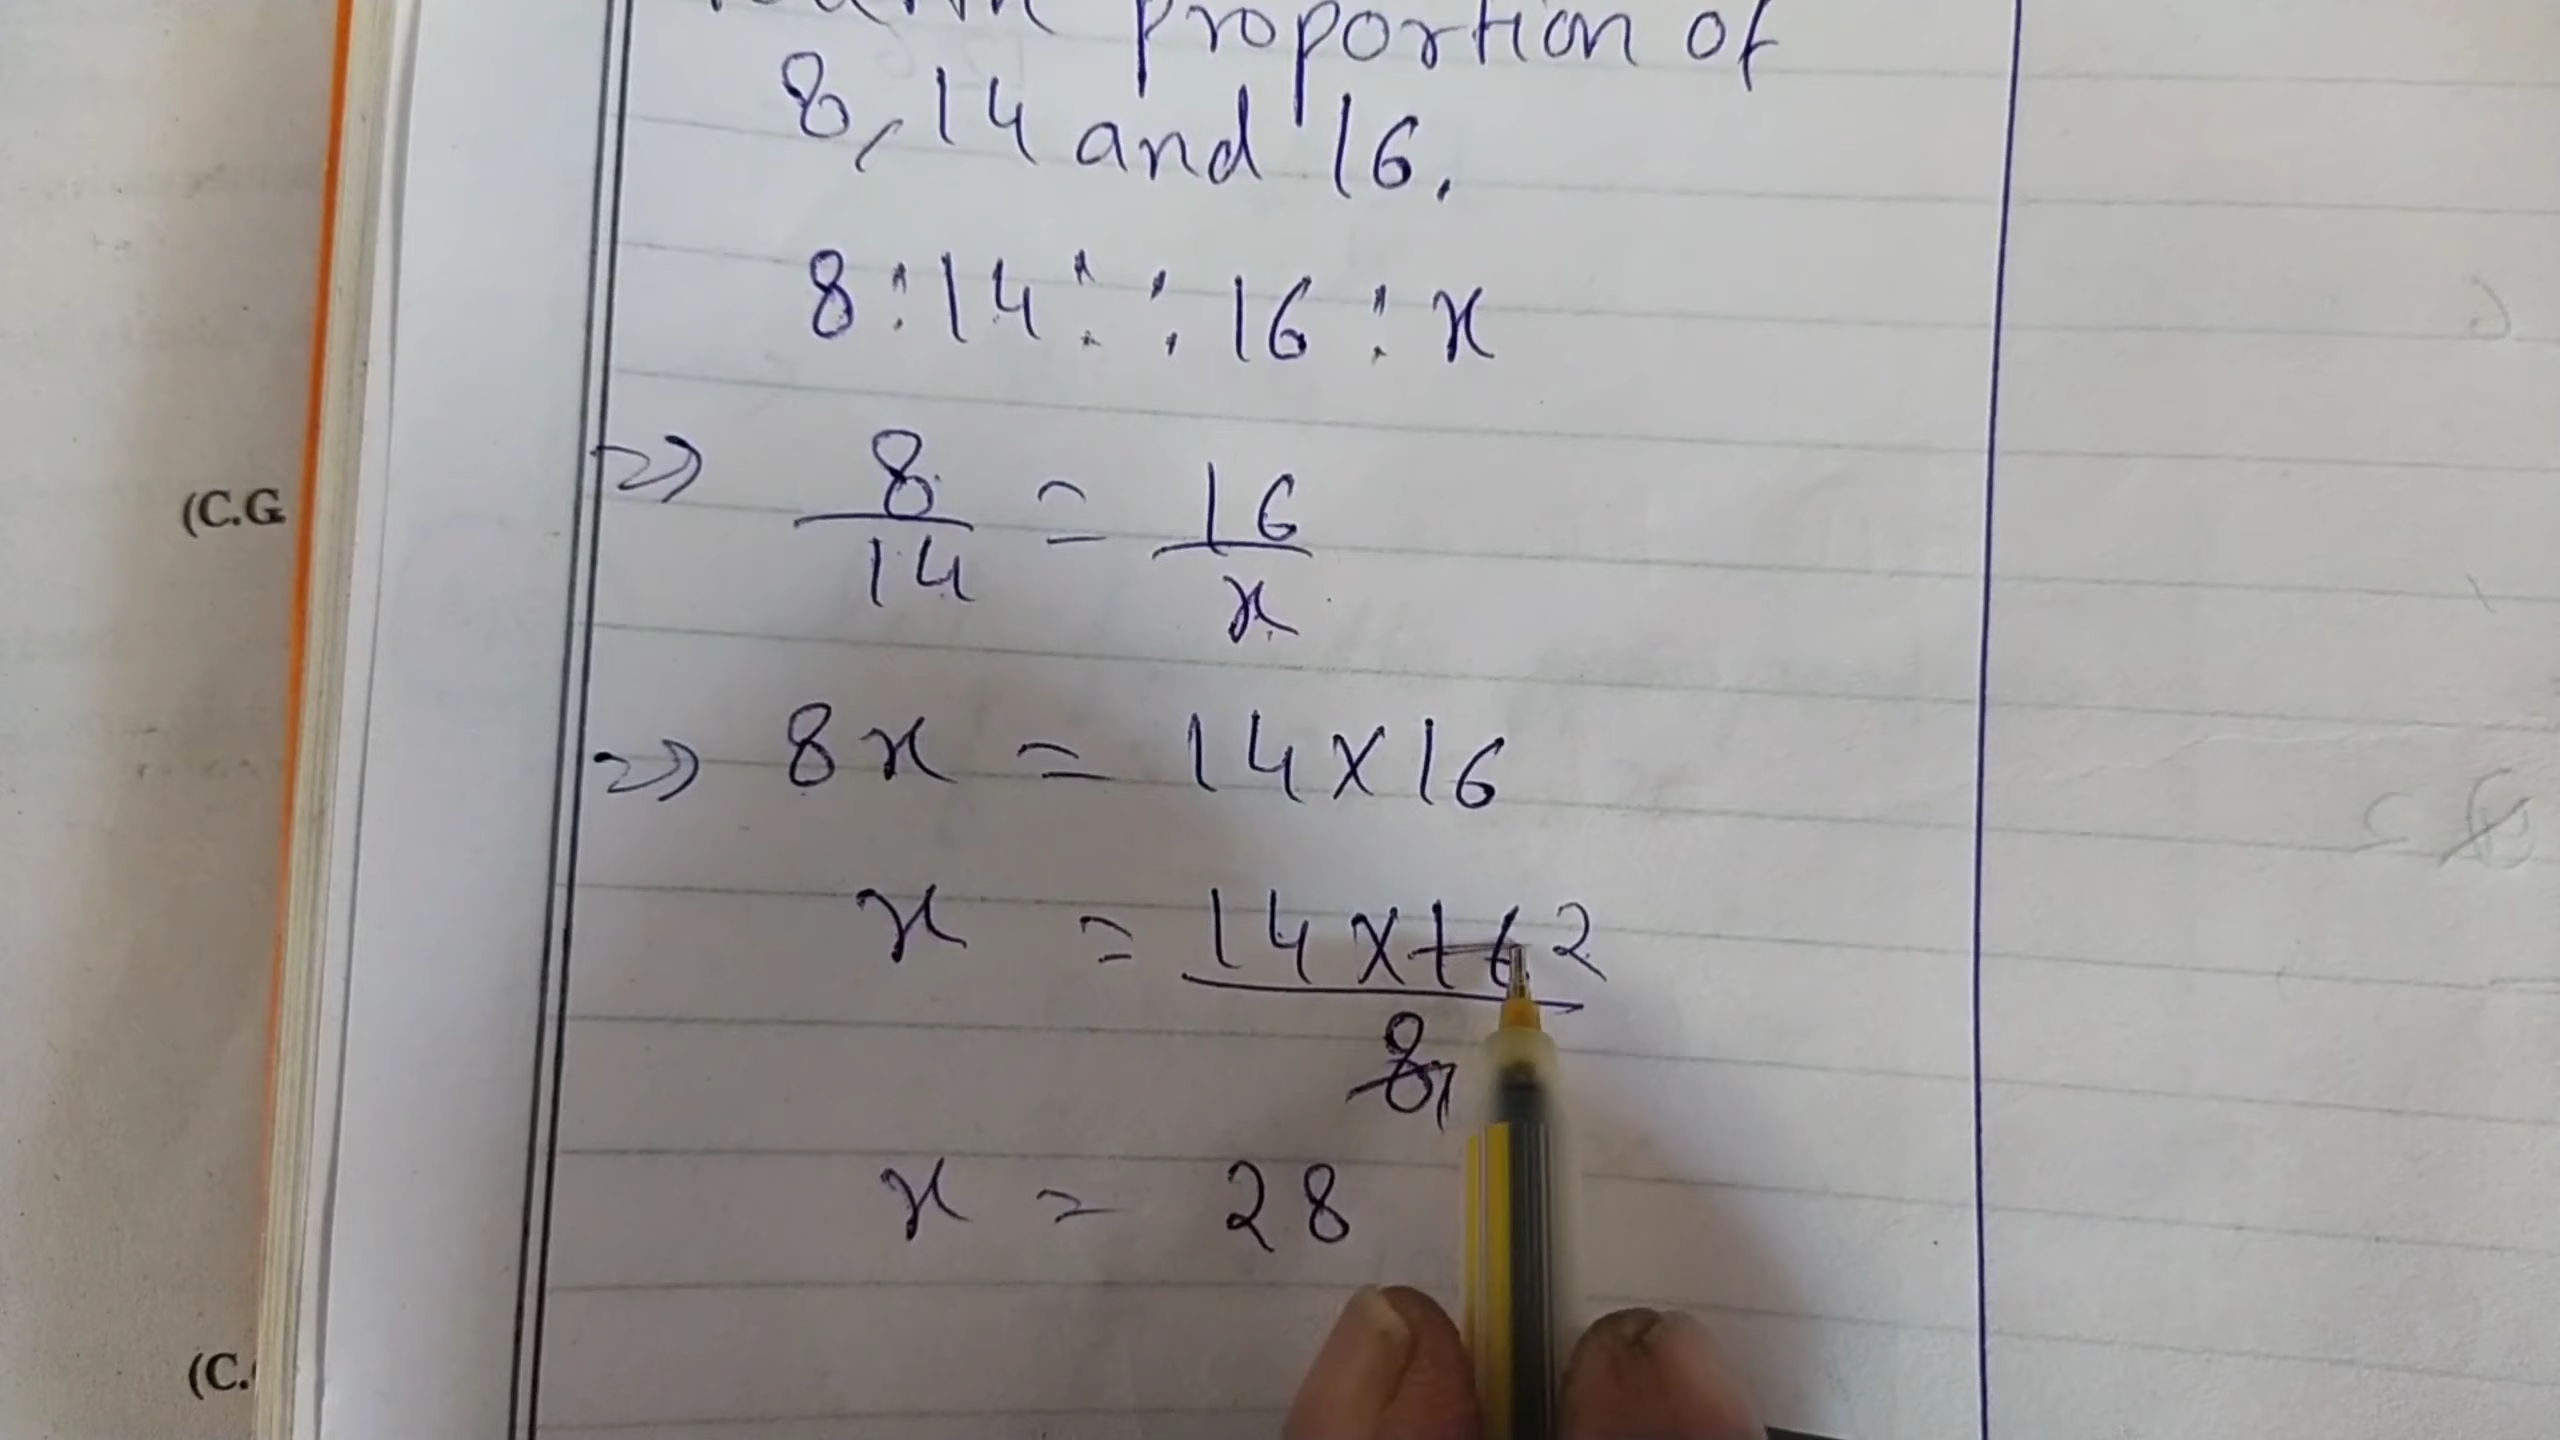 proportion of
8, 14 and 16.
8 : 14 : : 16 : x
⇒ 8/14 = 16/x
⇒ 8x = 14 x 16
x = 14 x 16 2 / 8 1
x = 28
(C.G
(C.